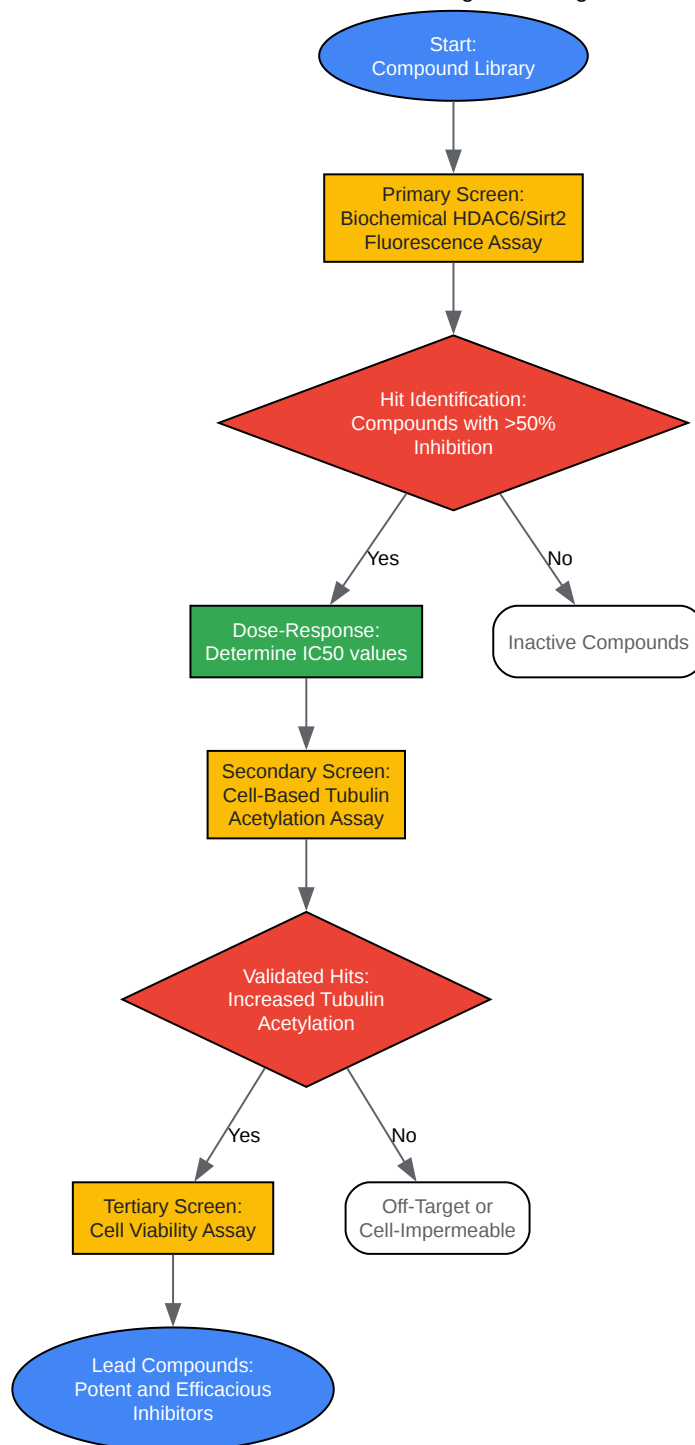 Start:
Compound Library
Primary Screen:
Biochemical HDAC6/Sirt2
Fluorescence Assay
Hit Identification:
Compounds with >50%
Inhibition
Yes
No
Dose-Response:
Determine IC50 values
Inactive Compounds
Secondary Screen:
Cell-Based Tubulin
Acetylation Assay
Validated Hits:
Increased Tubulin
Acetylation
Yes
No
Tertiary Screen:
Cell Viability Assay
Off-Target or
Cell-Impermeable
Lead Compounds:
Potent and Efficacious
Inhibitors